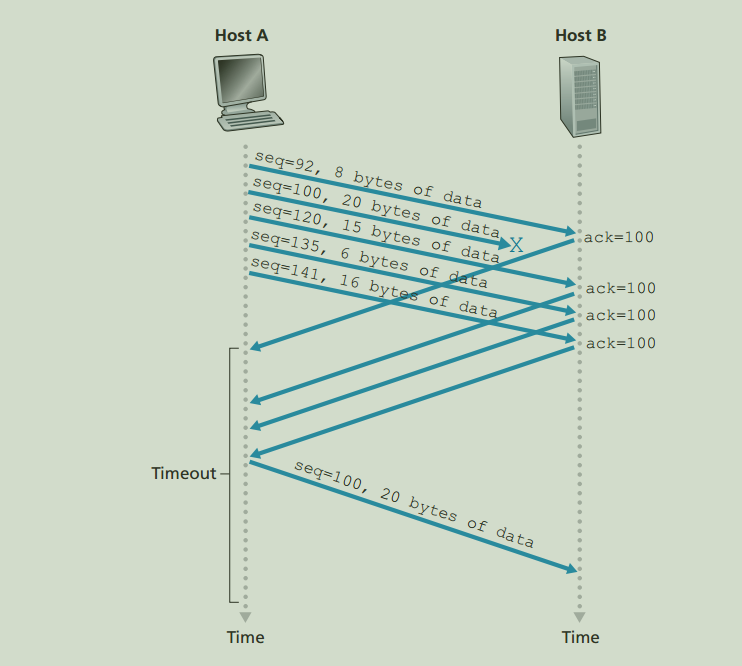 Host A
Host B
seq=92, 8 bytes of data
seq=100, 20 bytes of data
X
seq=120, 15 bytes of data
seq=135, 6 bytes of data
seq=141, 16 bytes of data
ack=100
ack=100
ack=100
ack=100
Timeout
seq=100, 20 bytes of data
Time
Time